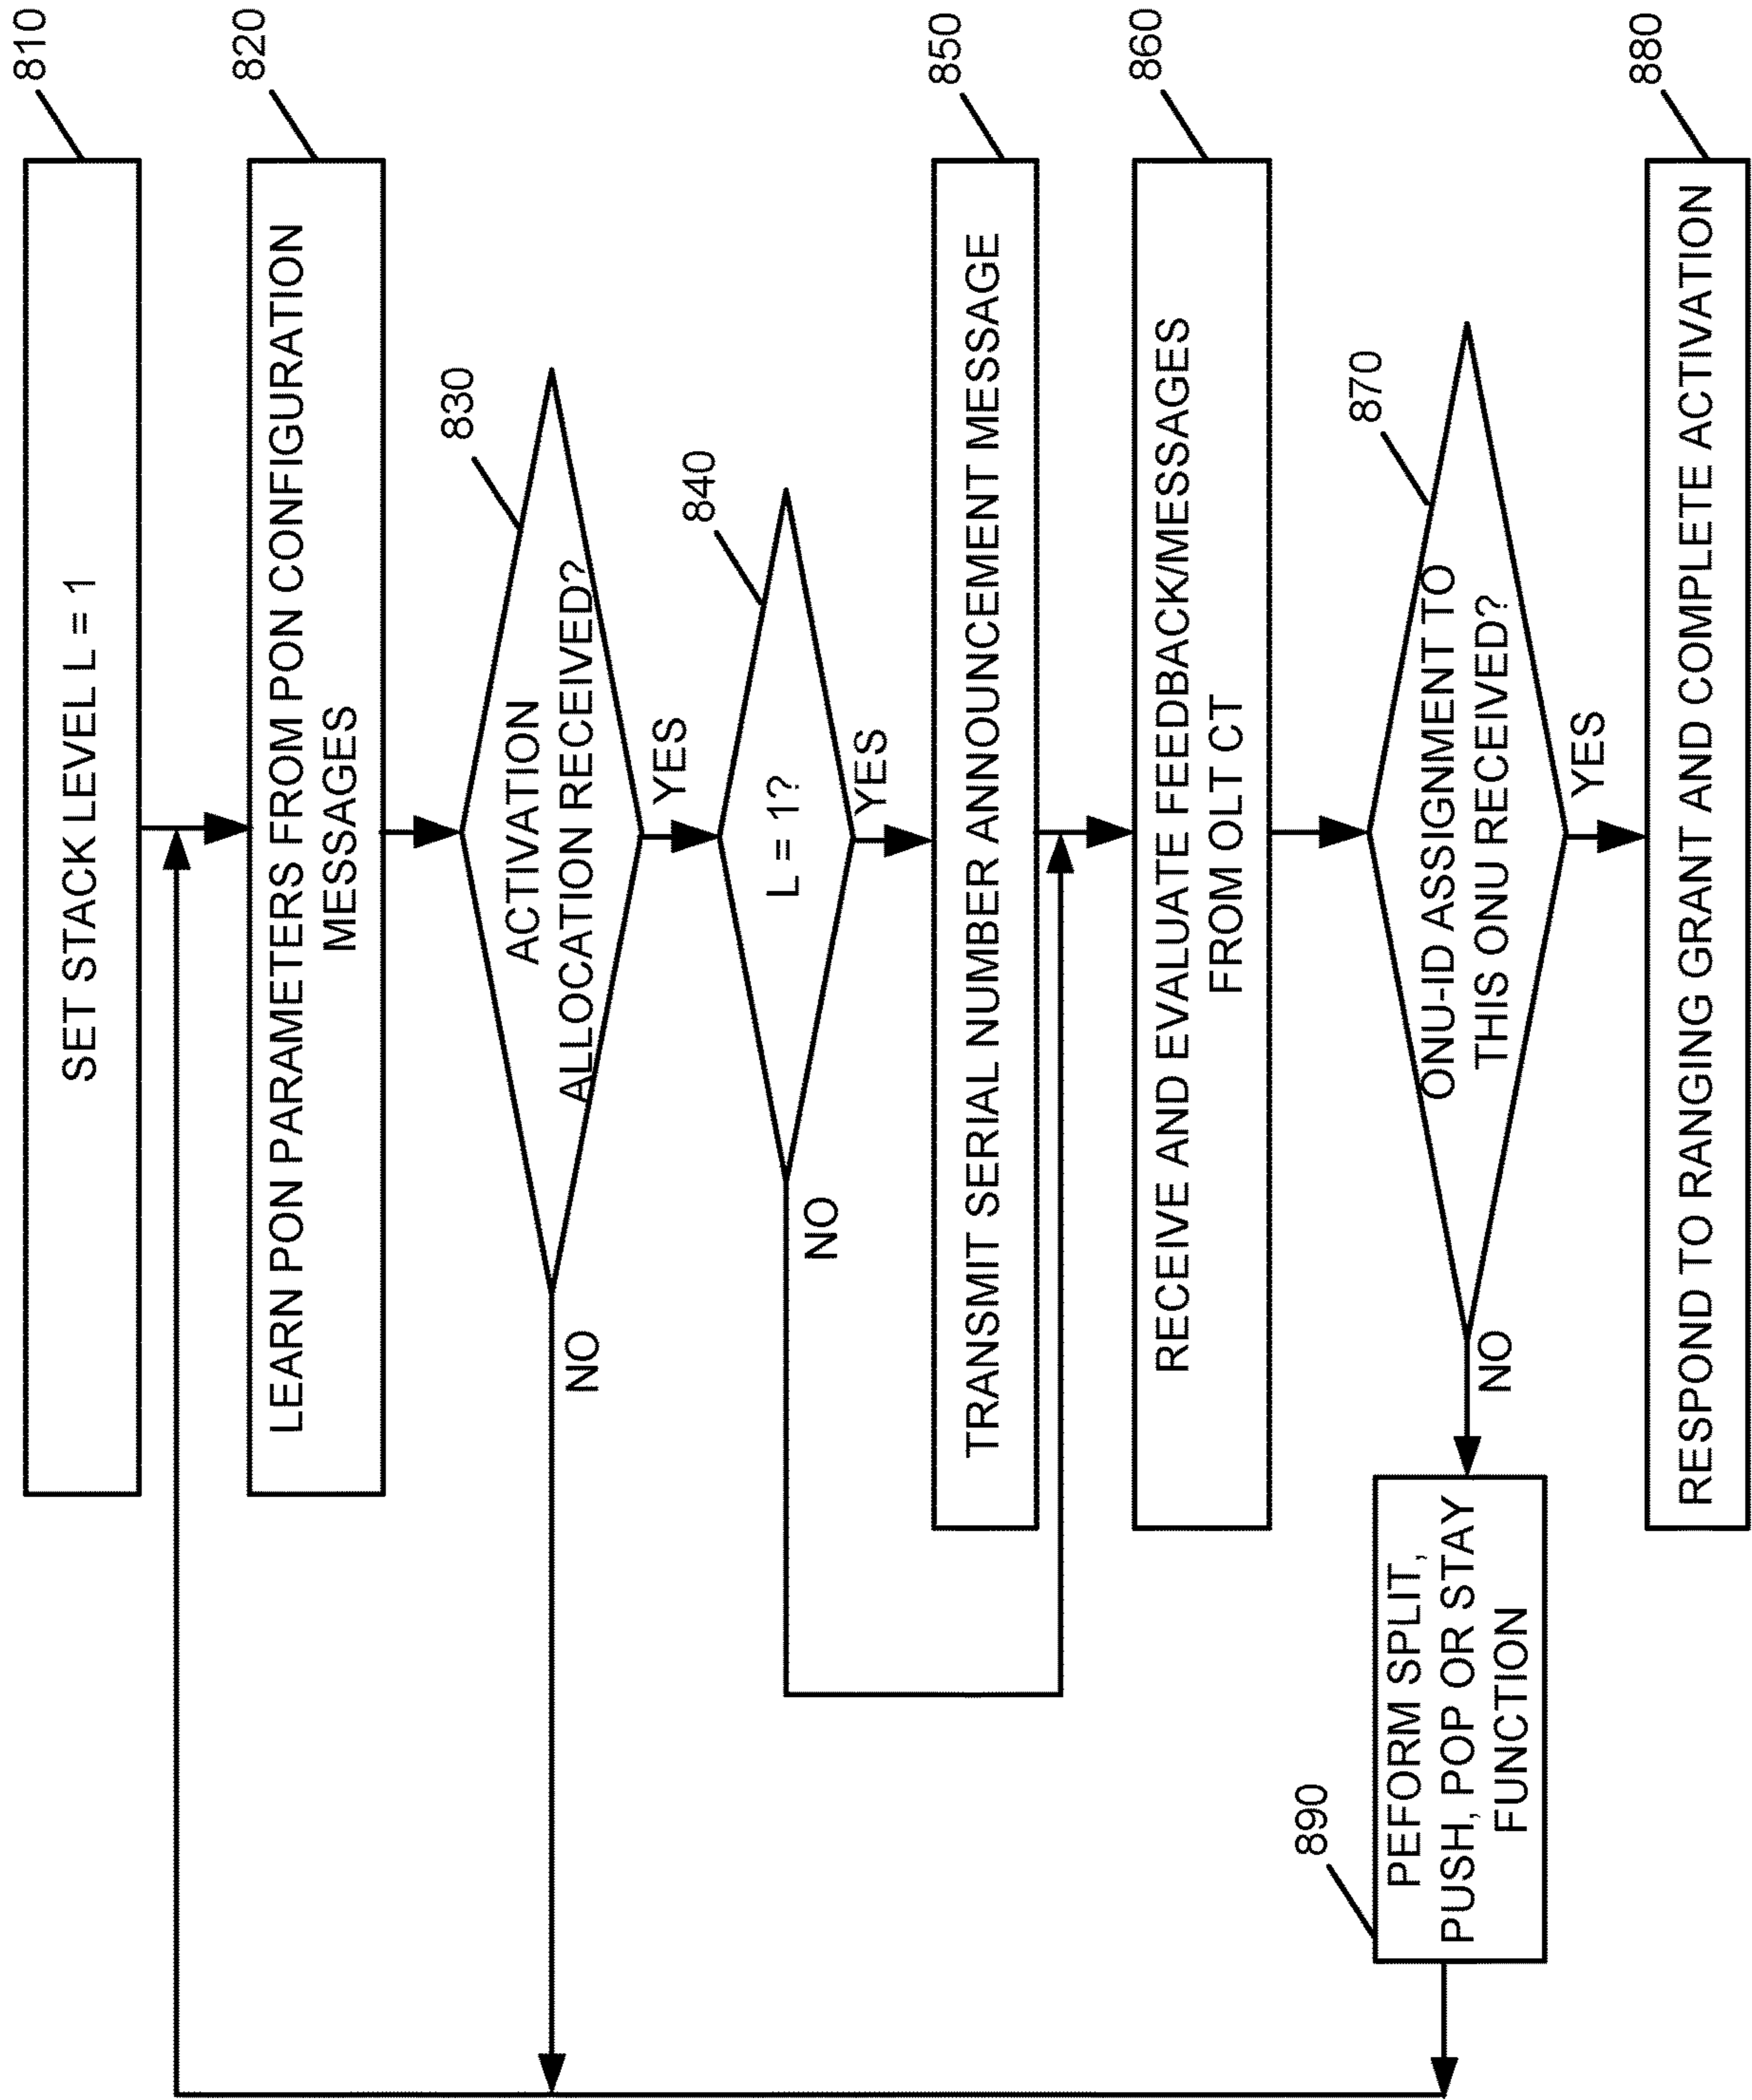 810
SET STACK LEVEL L = 1
820
LEARN PON PARAMETERS FROM PON CONFIGURATION
MESSAGES
830
ACTIVATION
ALLOCATION RECEIVED?
NO
YES
840
L = 1?
NO
YES
850
TRANSMIT SERIAL NUMBER ANNOUNCEMENT MESSAGE
860
RECEIVE AND EVALUATE FEEDBACK/MESSAGES
FROM OLT CT
870
ONU-ID ASSIGNMENT TO
THIS ONU RECEIVED?
NO
YES
890
PEFORM SPLIT,
PUSH, POP OR STAY
FUNCTION
880
RESPOND TO RANGING GRANT AND COMPLETE ACTIVATION